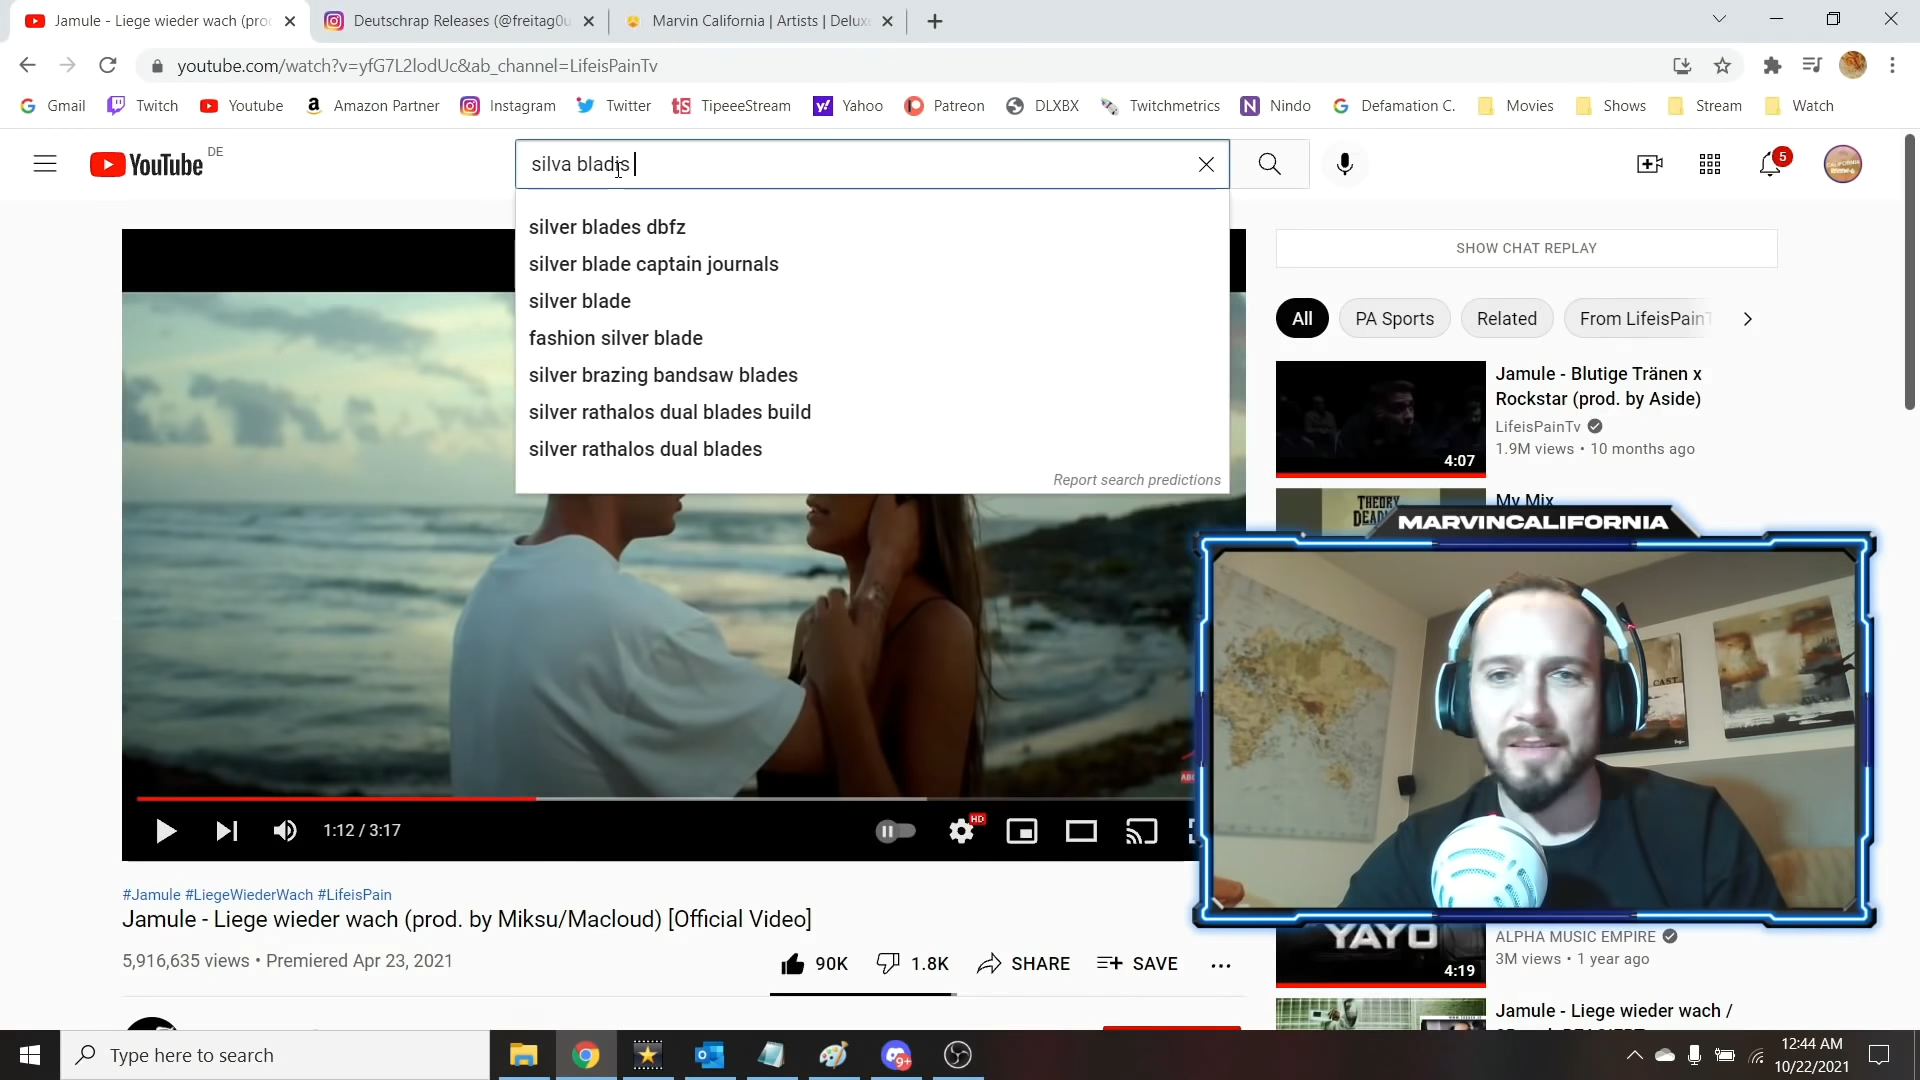 Jamule - Liege wieder wach (pro
Deutschrap Releases (@freitag0u
Marvin California | Artists | Delux
youtube.com/watch?v=yfG7L2lodUc&ab_channel=LifeisPainTv
Gmail
Twitch
Youtube
Amazon Partner
Instagram
Twitter
TipeeeStream
Yahoo
Patreon
DLXBX
Twitchmetrics
Nindo
Defamation C.
Movies
Shows
Stream
Watch
YouTube DE
silva bladis
5
silver blades dbfz
silver blade captain journals
silver blade
fashion silver blade
silver brazing bandsaw blades
silver rathalos dual blades build
silver rathalos dual blades
Report search predictions
SHOW CHAT REPLAY
All
PA Sports
Related
From LifeisPainT
Jamule - Blutige Tränen x
Rockstar (prod. by Aside)
LifeisPainTv
1.9M views • 10 months ago
4:07
My Mix
THEORY
MARVINCALIFORNIA
CAST
1:12 / 3:17
HD
#Jamule #LiegeWiederWach #LifeisPain
Jamule - Liege wieder wach (prod. by Miksu/Macloud) [Official Video]
5,916,635 views • Premiered Apr 23, 2021
90K
1.8K
SHARE
SAVE
YAYO
4:19
ALPHA MUSIC EMPIRE
3M views • 1 year ago
Jamule - Liege wieder wach /
Type here to search
9+
12:44 AM
10/22/2021